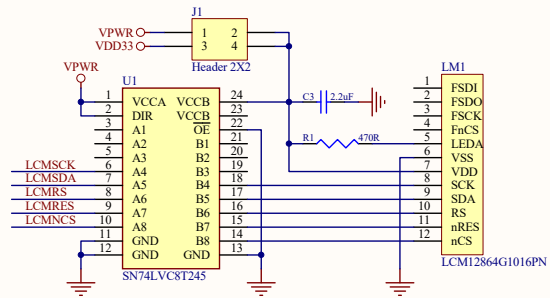 J1
VPWR 1 2
VDD33 3 4
Header 2X2
VPWR
U1
LM1
1 VCCA VCCB 24
2 DIR VCCB 23
3 A1 OE 22
4 A2 B1 21
5 A3 B2 20
LCMSCK 6 A4 B3 19
LCMSDA 7 A5 B4 18
LCMRS 8 A6 B5 17
LCMRES 9 A7 B6 16
LCMNCS 10 A8 B7 15
11 GND B8 14
12 GND GND 13
SN74LVC8T245
C3 2.2uF
R1 470R
1 FSDI
2 FSDO
3 FSCK
4 FnCS
5 LEDA
6 VSS
7 VDD
8 SCK
9 SDA
10 RS
11 nRES
12 nCS
LCM12864G1016PN